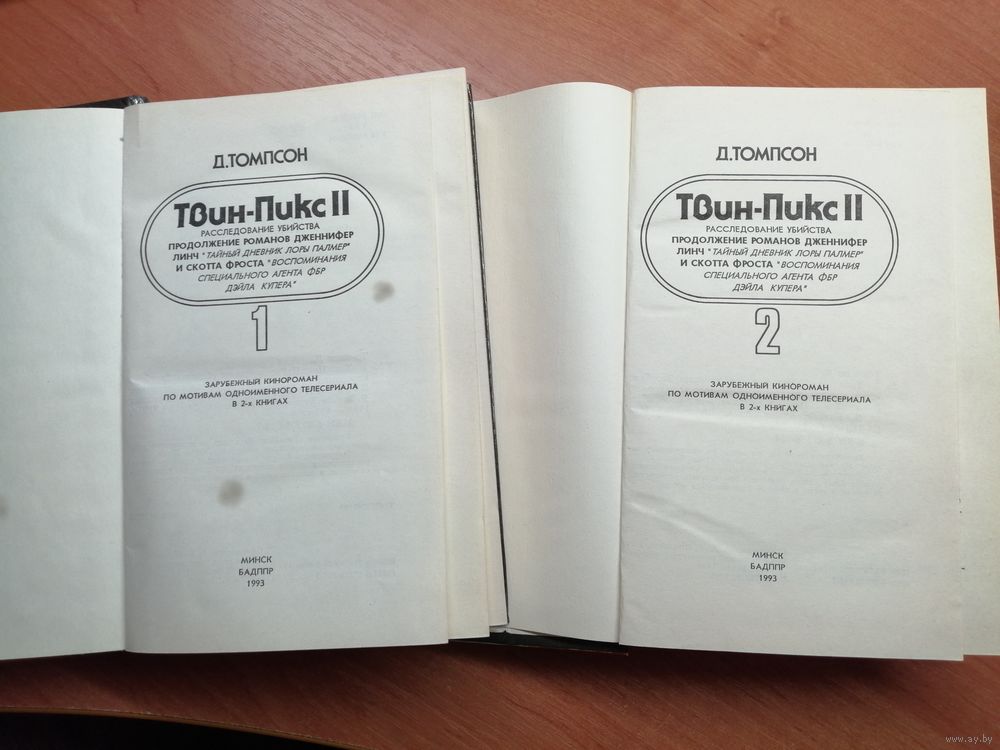 Д.ТОМПСОН
Твин-Пикс II
РАССЛЕДОВАНИЕ УБИЙСТВА
ПРОДОЛЖЕНИЕ РОМАНОВ ДЖЕННИФЕР
ЛИНЧ "ТАЙНЫЙ ДНЕВНИК ЛОРЫ ПАЛМЕР"
И СКОТТА ФРОСТА "ВОСПОМИНАНИЯ
СПЕЦИАЛЬНОГО АГЕНТА ФБР
ДЭЙЛА КУПЕРА"
1
ЗАРУБЕЖНЫЙ КИНОРОМАН
ПО МОТИВАМ ОДНОИМЕННОГО ТЕЛЕСЕРИАЛА
В 2-х КНИГАХ
МИНСК
БАДППР
1993
Д.ТОМПСОН
Твин-Пикс II
РАССЛЕДОВАНИЕ УБИЙСТВА
ПРОДОЛЖЕНИЕ РОМАНОВ ДЖЕННИФЕР
ЛИНЧ "ТАЙНЫЙ ДНЕВНИК ЛОРЫ ПАЛМЕР"
И СКОТТА ФРОСТА "ВОСПОМИНАНИЯ
СПЕЦИАЛЬНОГО АГЕНТА ФБР
ДЭЙЛА КУПЕРА"
2
ЗАРУБЕЖНЫЙ КИНОРОМАН
ПО МОТИВАМ ОДНОИМЕННОГО ТЕЛЕСЕРИАЛА
В 2-х КНИГАХ
МИНСК
БАДППР
1993
www.ay.by